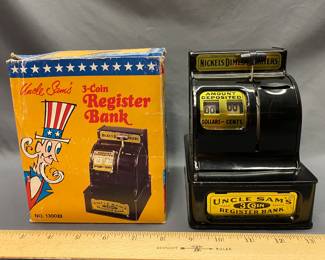 Uncle Sam's
3-Coin
Register
Bank
NO. 1300
NICKELS DIMES QUARTERS
AMOUNT
DEPOSITED
DOLLARS - CENTS
UNCLE SAM'S
3 COIN
REGISTER BANK